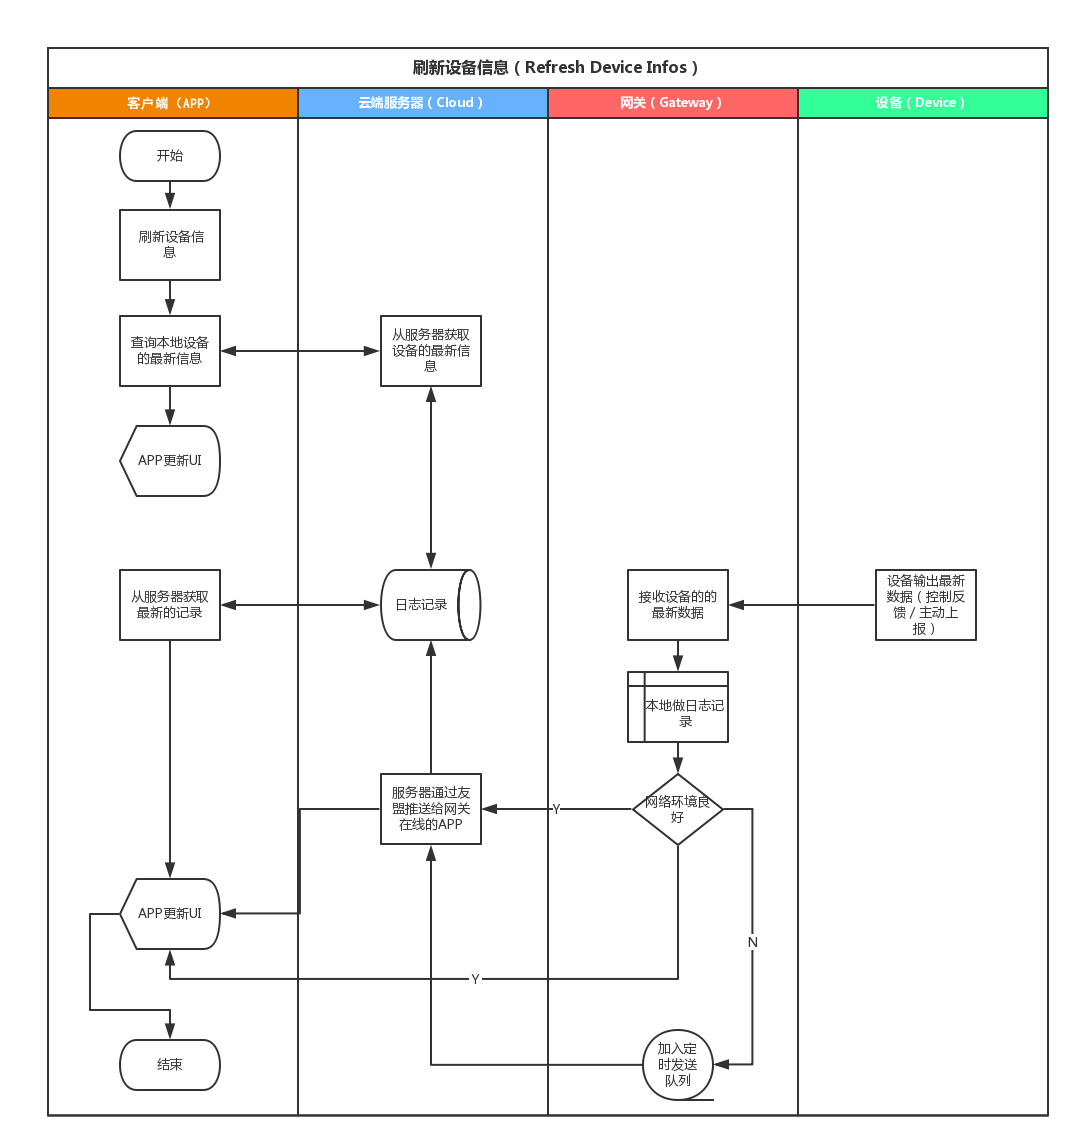 刷新设备信息（Refresh Device Infos）
客户端（APP）
云端服务器（Cloud）
网关（Gateway）
设备（Device）
开始
刷新设备信
息
查询本地设备
的最新信息
从服务器获取
设备的最新信
息
APP更新UI
从服务器获取
最新的记录
日志记录
接收设备的的
最新数据
设备输出最新
数据（控制反
馈/主动上
报）
本地做日志记
录
服务器通过友
盟推送给网关
在线的APP
Y
网络环境良
好
APP更新UI
N
Y
加入定
时发送
队列
结束